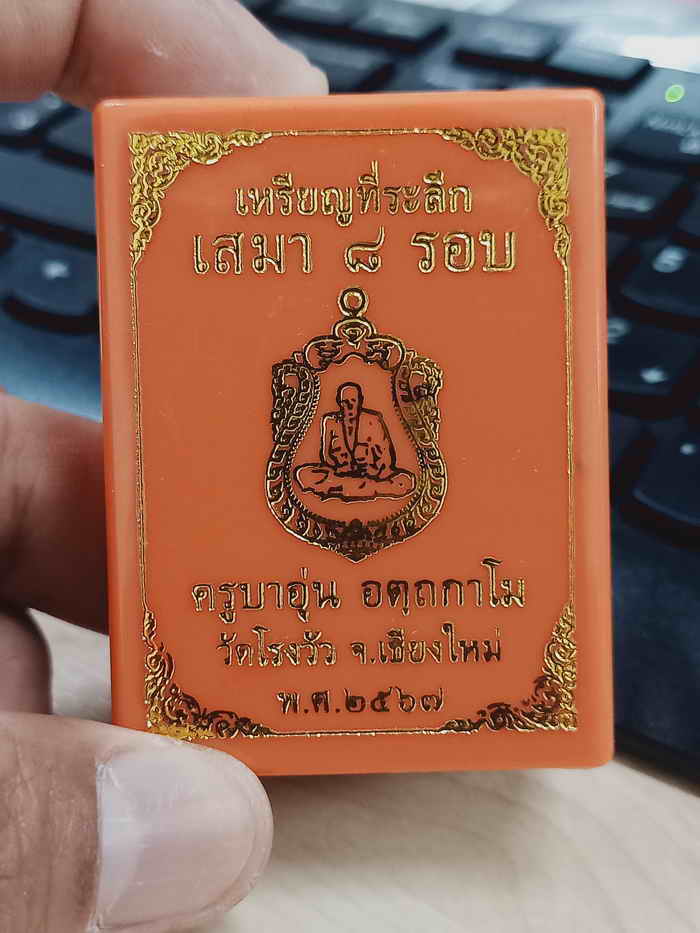 เหรียญที่ระลึก
เสมา ๘ รอบ
ครูบาอุ่น อตฺถกาโม
วัดโรงวัว จ.เชียงใหม่
พ.ศ.๒๕๖๗